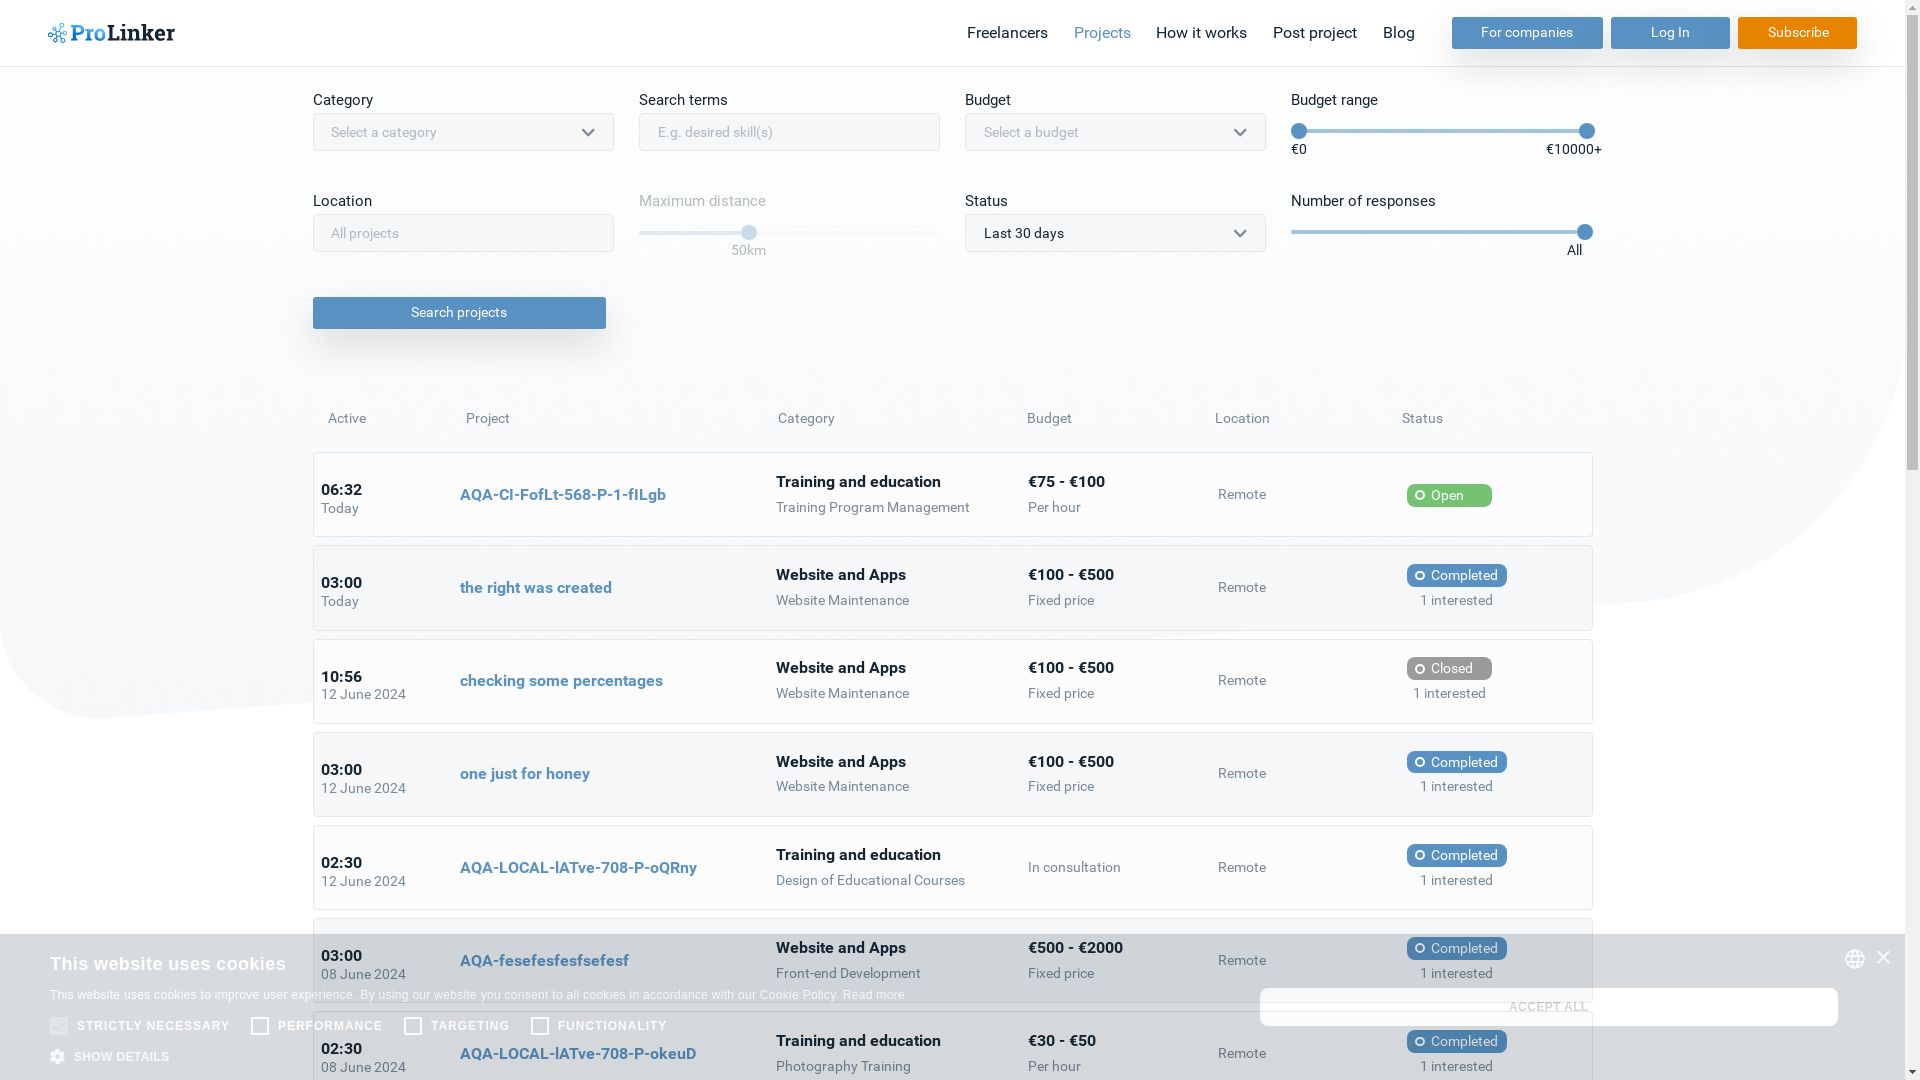 ProLinker
Freelancers Projects How it works Post project Blog For companies Log In Subscribe
Category Search terms Budget Budget range
Select a category E.g. desired skill(s) Select a budget
€0 €10000+
Location Maximum distance Status Number of responses
All projects Last 30 days
50km All
Search projects
Active Project Category Budget Location Status
06:32 Today AQA-CI-FofLt-568-P-1-fILgb Training and education €75 - €100 Remote Open
Training Program Management Per hour
03:00 Today the right was created Website and Apps €100 - €500 Remote Completed
Website Maintenance Fixed price 1 interested
10:56 12 June 2024 checking some percentages Website and Apps €100 - €500 Remote Closed
Website Maintenance Fixed price 1 interested
03:00 12 June 2024 one just for honey Website and Apps €100 - €500 Remote Completed
Website Maintenance Fixed price 1 interested
02:30 12 June 2024 AQA-LOCAL-lATve-708-P-oQRny Training and education In consultation Remote Completed
Design of Educational Courses 1 interested
03:00 08 June 2024 AQA-fesefesfesfsefesf Website and Apps €500 - €2000 Remote Completed
Front-end Development Fixed price 1 interested
02:30 08 June 2024 AQA-LOCAL-lATve-708-P-okeuD Training and education €30 - €50 Remote Completed
Photography Training Per hour 1 interested
This website uses cookies
This website uses cookies to improve user experience. By using our website you consent to all cookies in accordance with our Cookie Policy. Read more
STRICTLY NECESSARY PERFORMANCE TARGETING FUNCTIONALITY
SHOW DETAILS
ACCEPT ALL
×